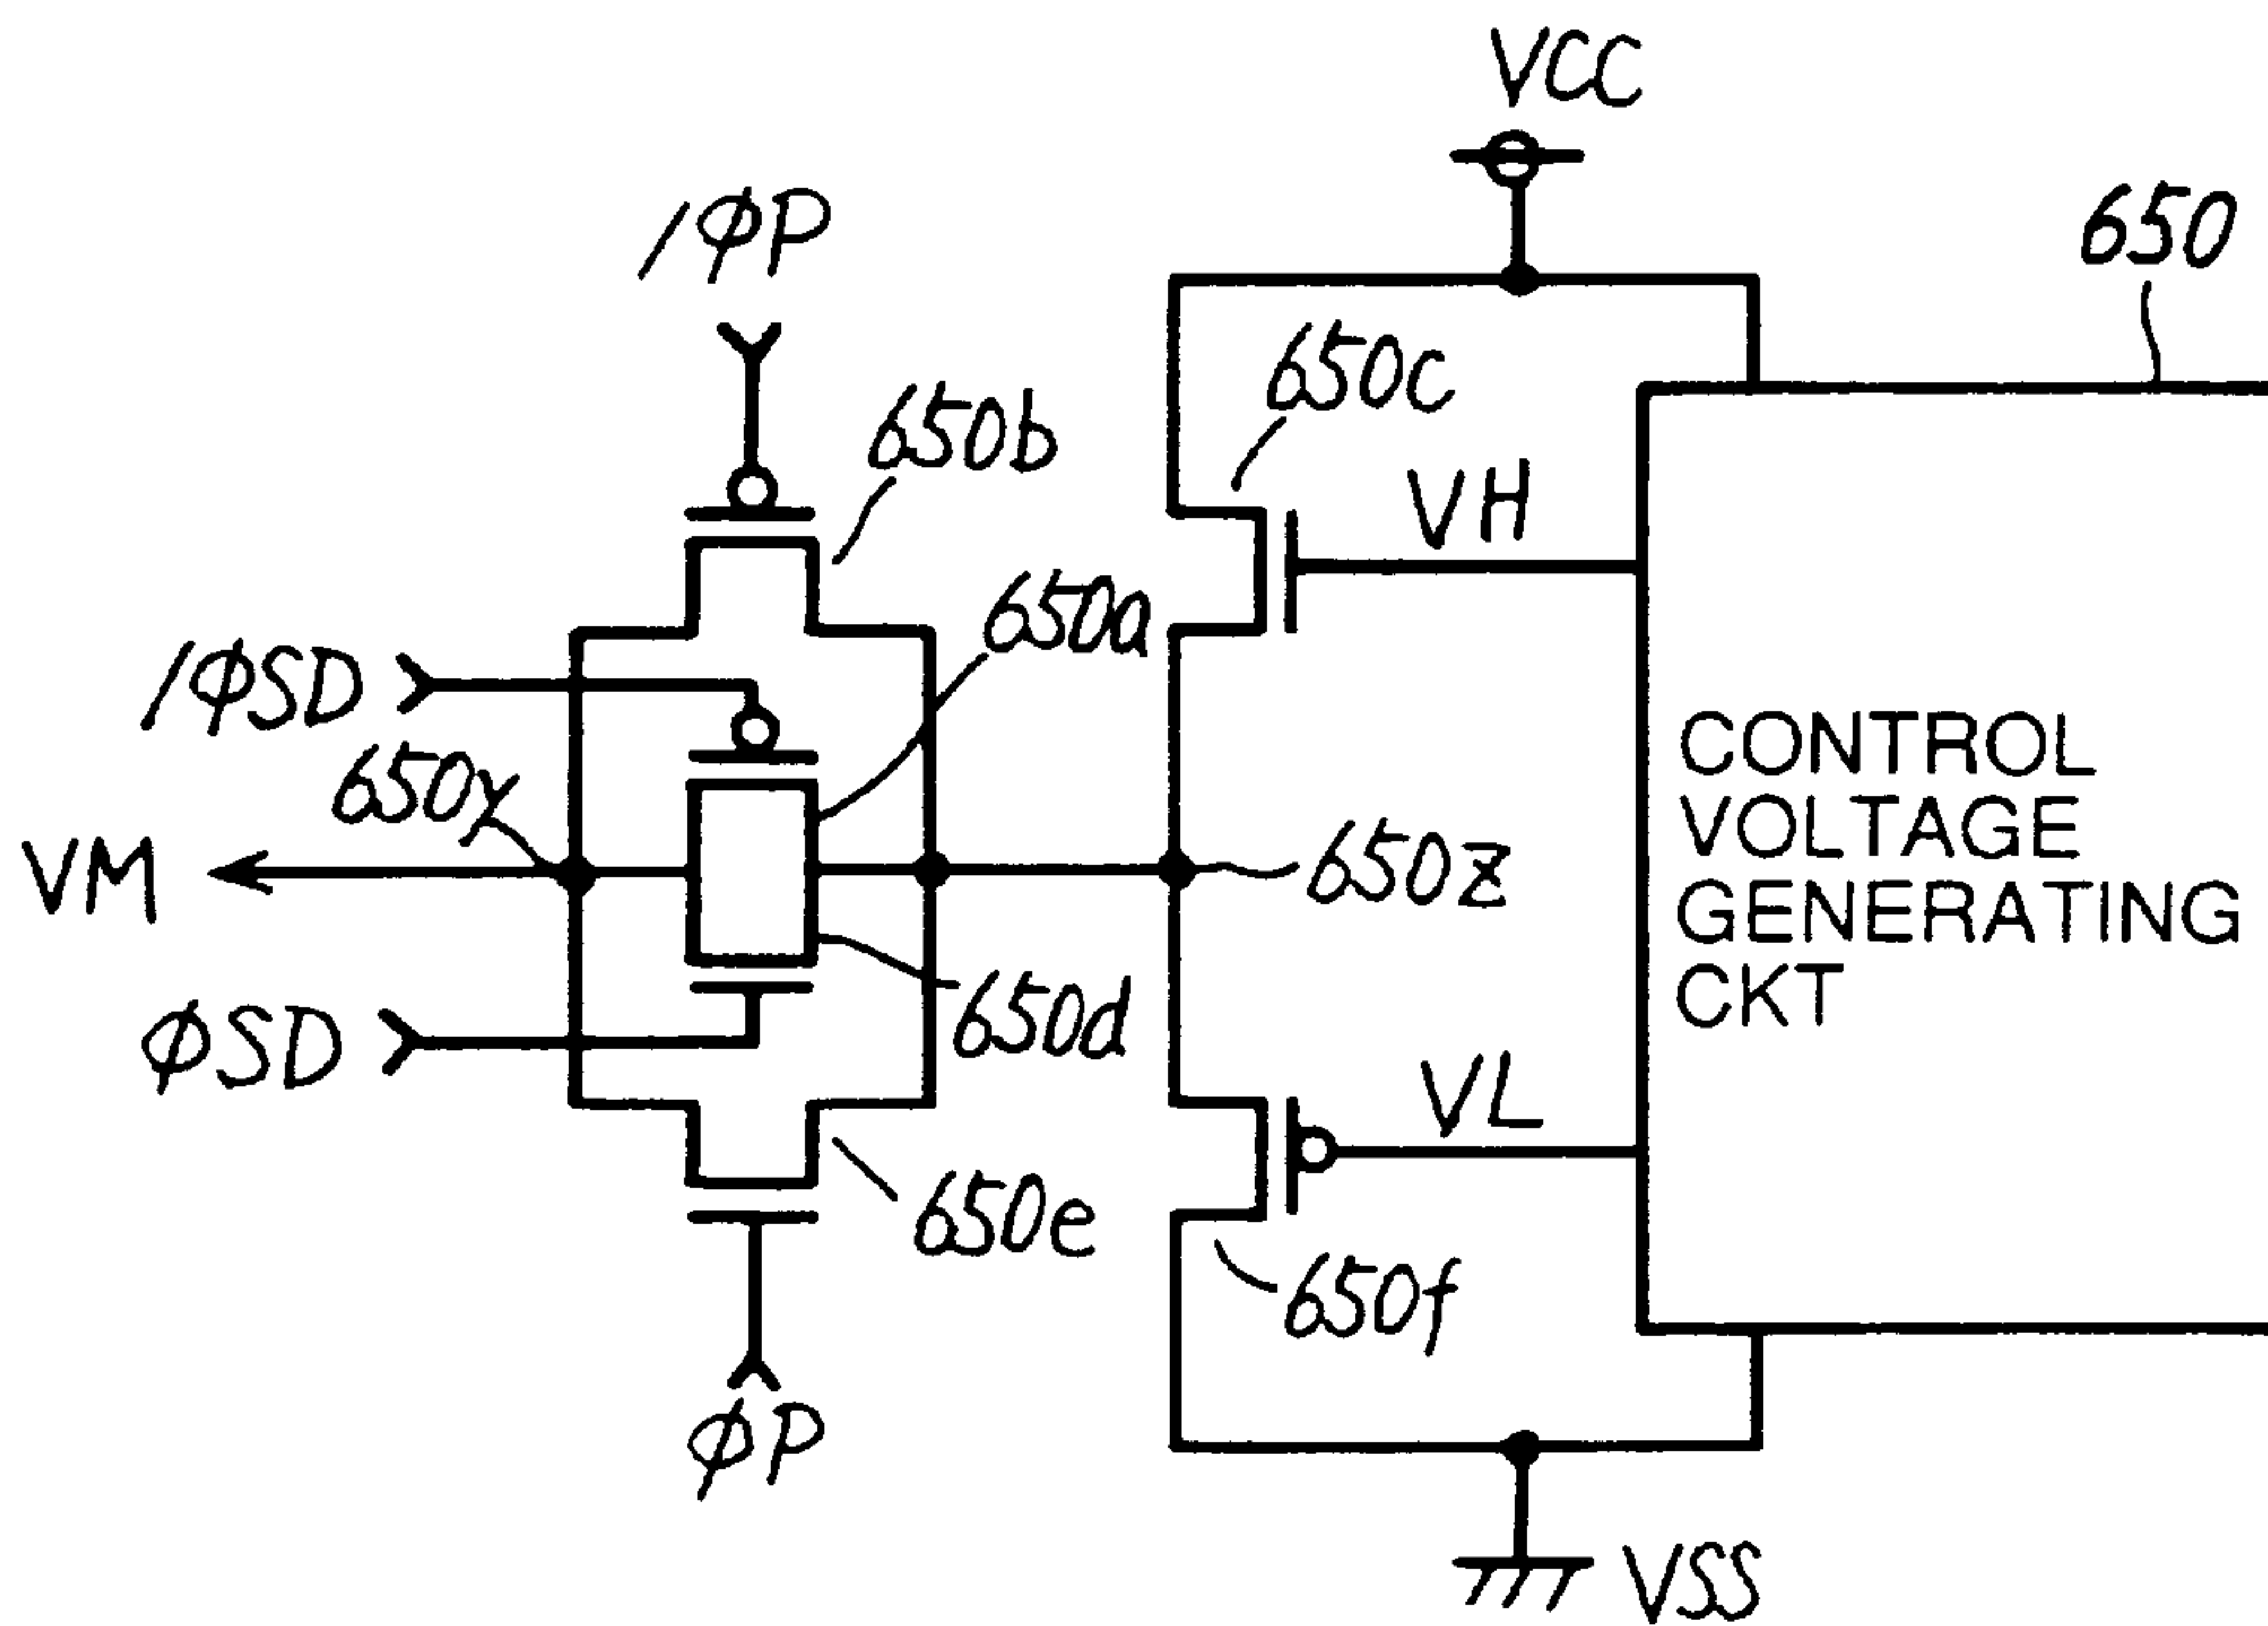 VCC
650
/φP
650c
650b
VH
650a
/φSD
650y
CONTROL
VOLTAGE
GENERATING
CKT
VM
650z
650d
φSD
VL
650e
650f
φP
VSS